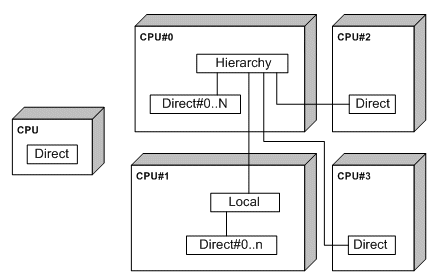 CPU#0
Hierarchy
Direct#0..N
CPU#2
Direct
CPU
Direct
CPU#1
Local
Direct#0..n
CPU#3
Direct